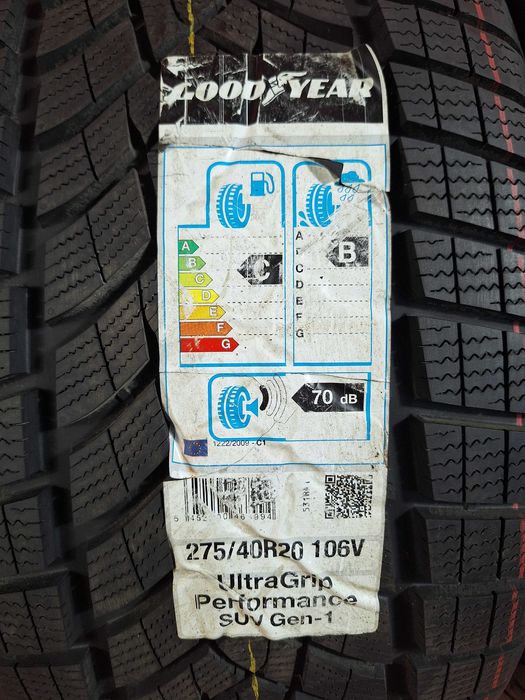 GOODYEAR
A
B
C
D
E
F
G
C
A
B
C
D
E
F
G
B
70 dB
1222/2009 - C1
275/40R20 106V
UltraGrip
Performance
SUV Gen-1